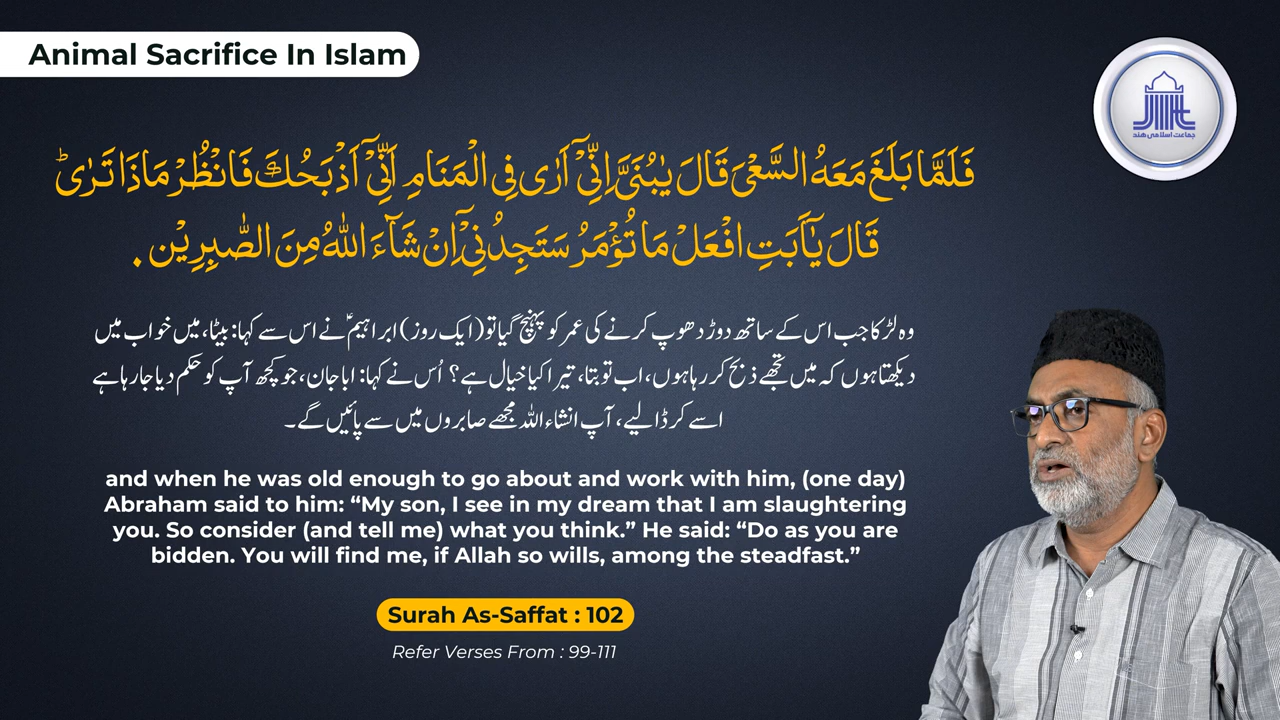 Animal Sacrifice In Islam
جماعت اسلامی ہند
فَلَمَّا بَلَغَ مَعَهُ السَّعْیَ قَالَ یٰبُنَیَّ اِنِّیْۤ اَرٰی فِی الْمَنَامِ اَنِّیْۤ اَذْبَحُكَ فَانْظُرْ مَاذَا تَرٰیؕ
قَالَ یٰۤاَبَتِ افْعَلْ مَا تُؤْمَرُ سَتَجِدُنِیْۤ اِنْ شَآءَ اللّٰهُ مِنَ الصّٰبِرِیْن .
وہ لڑکا جب اس کے ساتھ دوڑ دھوپ کرنے کی عمر کو پہنچ گیا تو (ایک روز) ابراہیمؑ نے اس سے کہا: بیٹا، میں خواب میں
دیکھتا ہوں کہ میں تجھے ذبح کر رہا ہوں، اب تو بتا، تیرا کیا خیال ہے؟ اُس نے کہا: ابا جان، جو کچھ آپ کو حکم دیا جا رہا ہے
اسے کر ڈالیے، آپ انشاء اللہ مجھے صابروں میں سے پائیں گے۔
and when he was old enough to go about and work with him, (one day)
Abraham said to him: “My son, I see in my dream that I am slaughtering
you. So consider (and tell me) what you think.” He said: “Do as you are
bidden. You will find me, if Allah so wills, among the steadfast.”
Surah As-Saffat : 102
Refer Verses From : 99-111